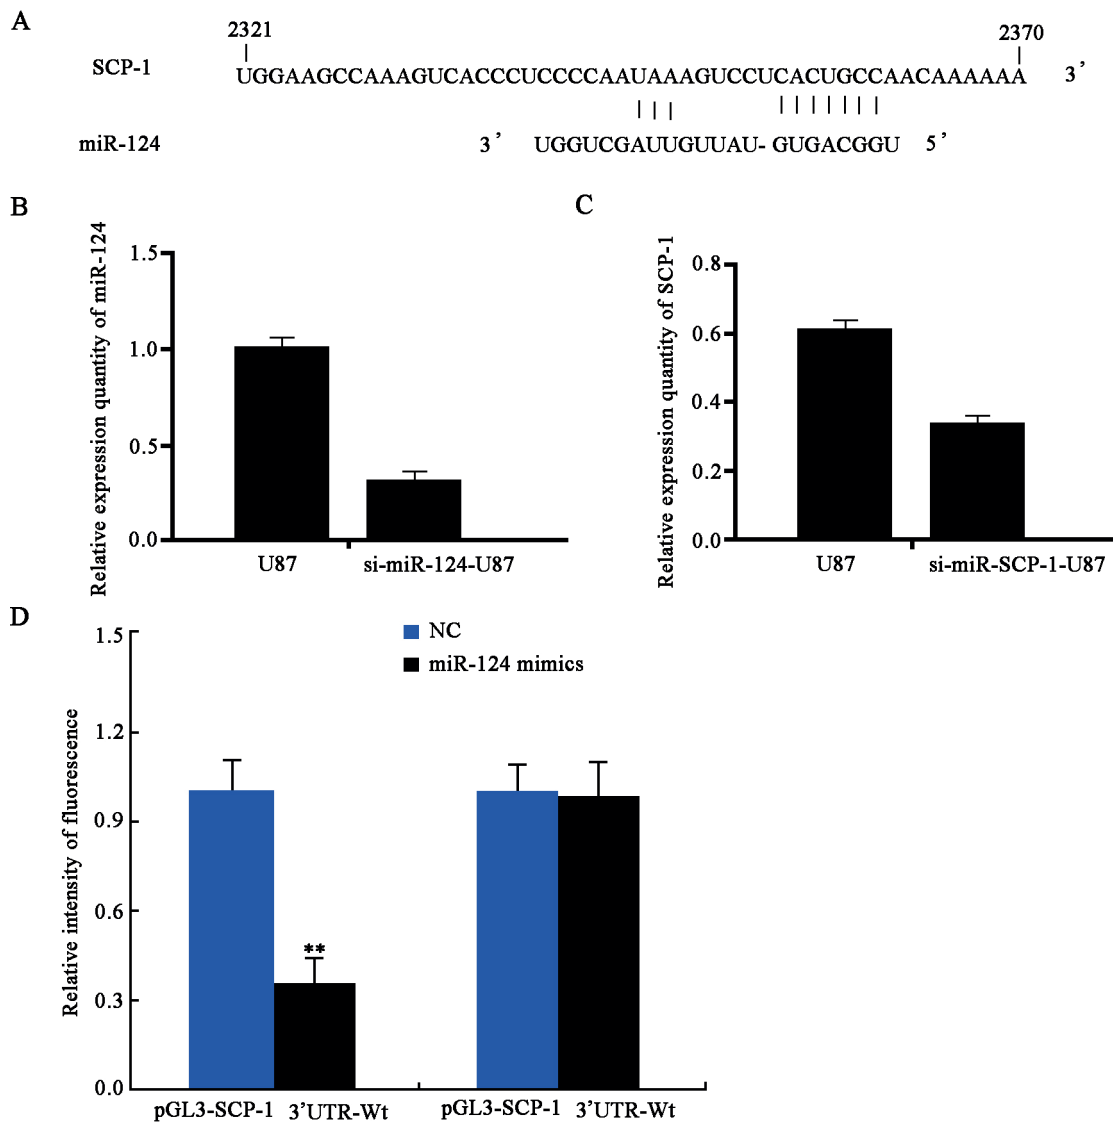 A
2321
2370
SCP-1
UGGAAGCCAAAGUCACCCUCCCCAAUAAAGUCCUCACUGCCAACAAAAAA
3’
miR-124
3’
UGGUCGAUUGUUAU- GUGACGGU
5’
B
Relative expression quantity of miR-124
1.5
1.0
0.5
0.0
U87
si-miR-124-U87
C
Relative expression quantity of SCP-1
0.8
0.6
0.4
0.2
0.0
U87
si-miR-SCP-1-U87
D
Relative intensity of fluorescence
1.5
1.2
0.9
0.6
0.3
0.0
NC
miR-124 mimics
**
pGL3-SCP-1
3’UTR-Wt
pGL3-SCP-1
3’UTR-Wt